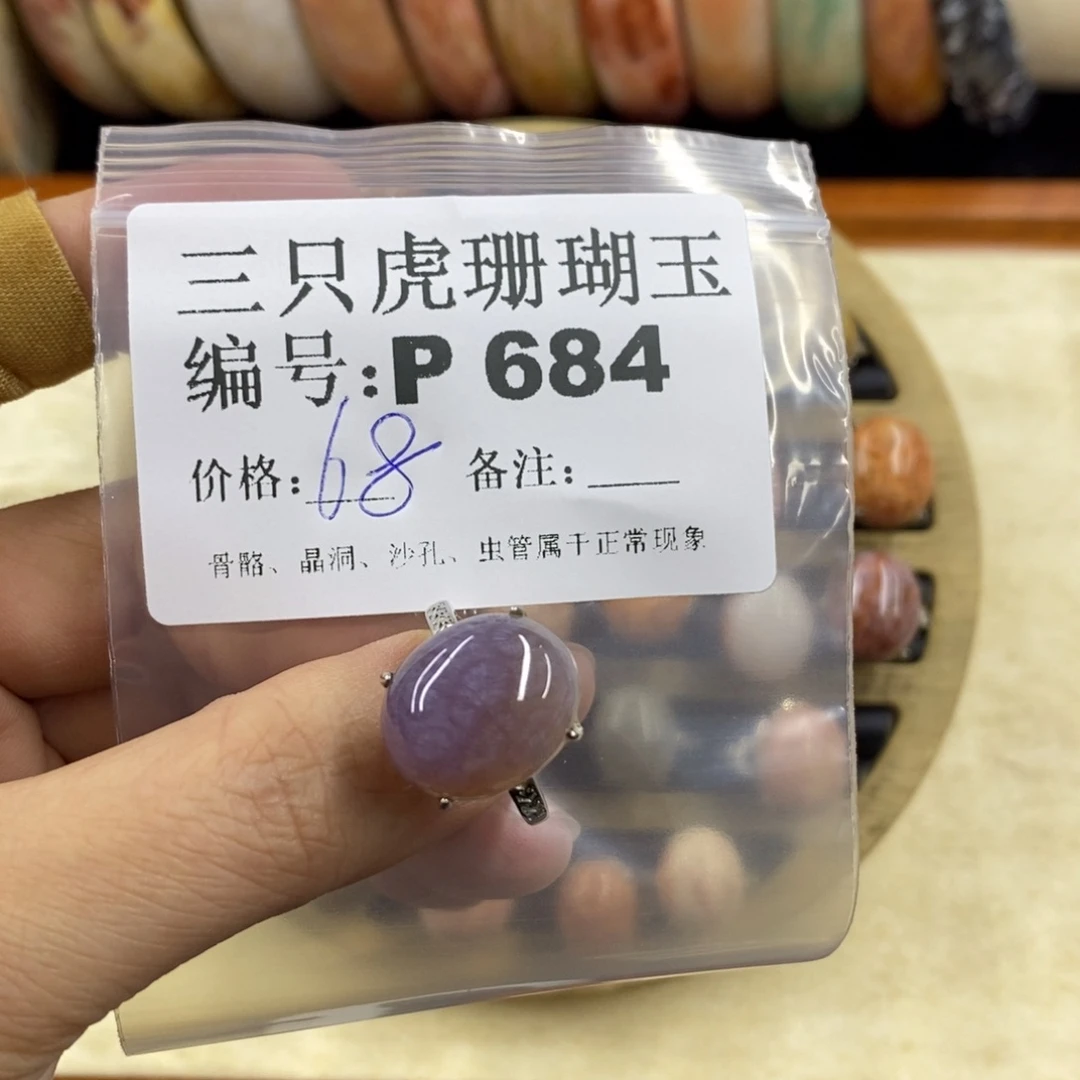 三只虎珊瑚玉
编号:P 684
价格:68 备注:____
骨骼、晶洞、沙孔、虫管属于正常现象